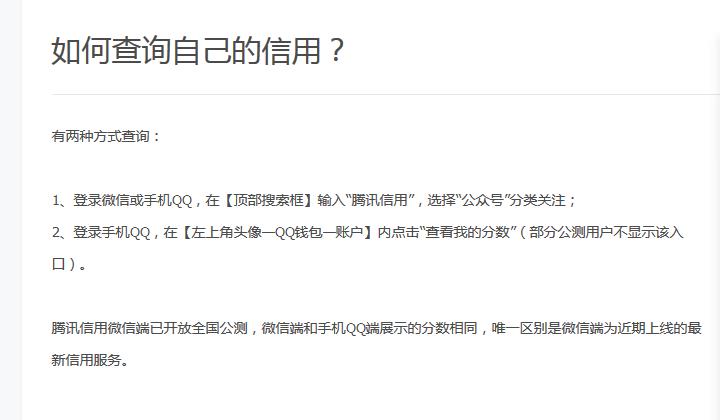 如何查询自己的信用？
有两种方式查询：
1、登录微信或手机QQ，在【顶部搜索框】输入“腾讯信用”，选择“公众号”分类关注；
2、登录手机QQ，在【左上角头像—QQ钱包—账户】内点击“查看我的分数”（部分公测用户不显示该入
口）。
腾讯信用微信端已开放全国公测，微信端和手机QQ端展示的分数相同，唯一区别是微信端为近期上线的最
新信用服务。